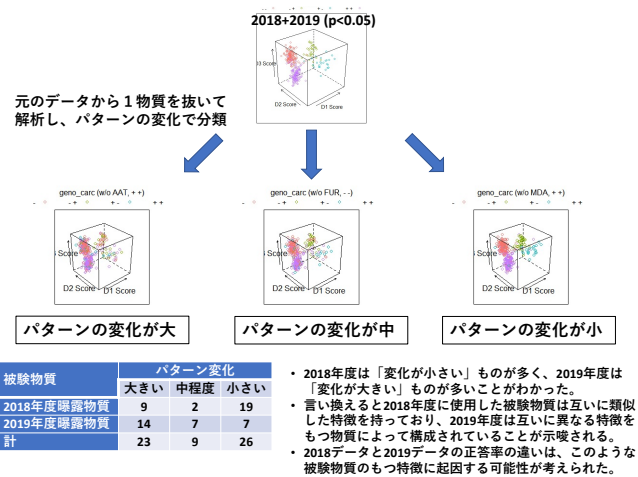 2018+2019 (p<0.05)
D3 Score
D2 Score
D1 Score
元のデータから１物質を抜いて
解析し、パターンの変化で分類
geno_carc (w/o AAT, + +)
- - + + - + +
Score
D2 Score
D1 Score
パターンの変化が大
geno_carc (w/o FUR, - -)
- - + + - + +
Score
D2 Score
D1 Score
パターンの変化が中
geno_carc (w/o MDA, + +)
- - + + - + +
Score
D2 Score
D1 Score
パターンの変化が小
被験物質 パターン変化
大きい 中程度 小さい
2018年度曝露物質 9 2 19
2019年度曝露物質 14 7 7
計 23 9 26
• 2018年度は「変化が小さい」ものが多く、2019年度は
「変化が大きい」ものが多いことがわかった。
• 言い換えると2018年度に使用した被験物質は互いに類似
した特徴を持っており、2019年度は互いに異なる特徴を
もつ物質によって構成されていることが示唆される。
• 2018データと2019データの正答率の違いは、このような
被験物質のもつ特徴に起因する可能性が考えられた。